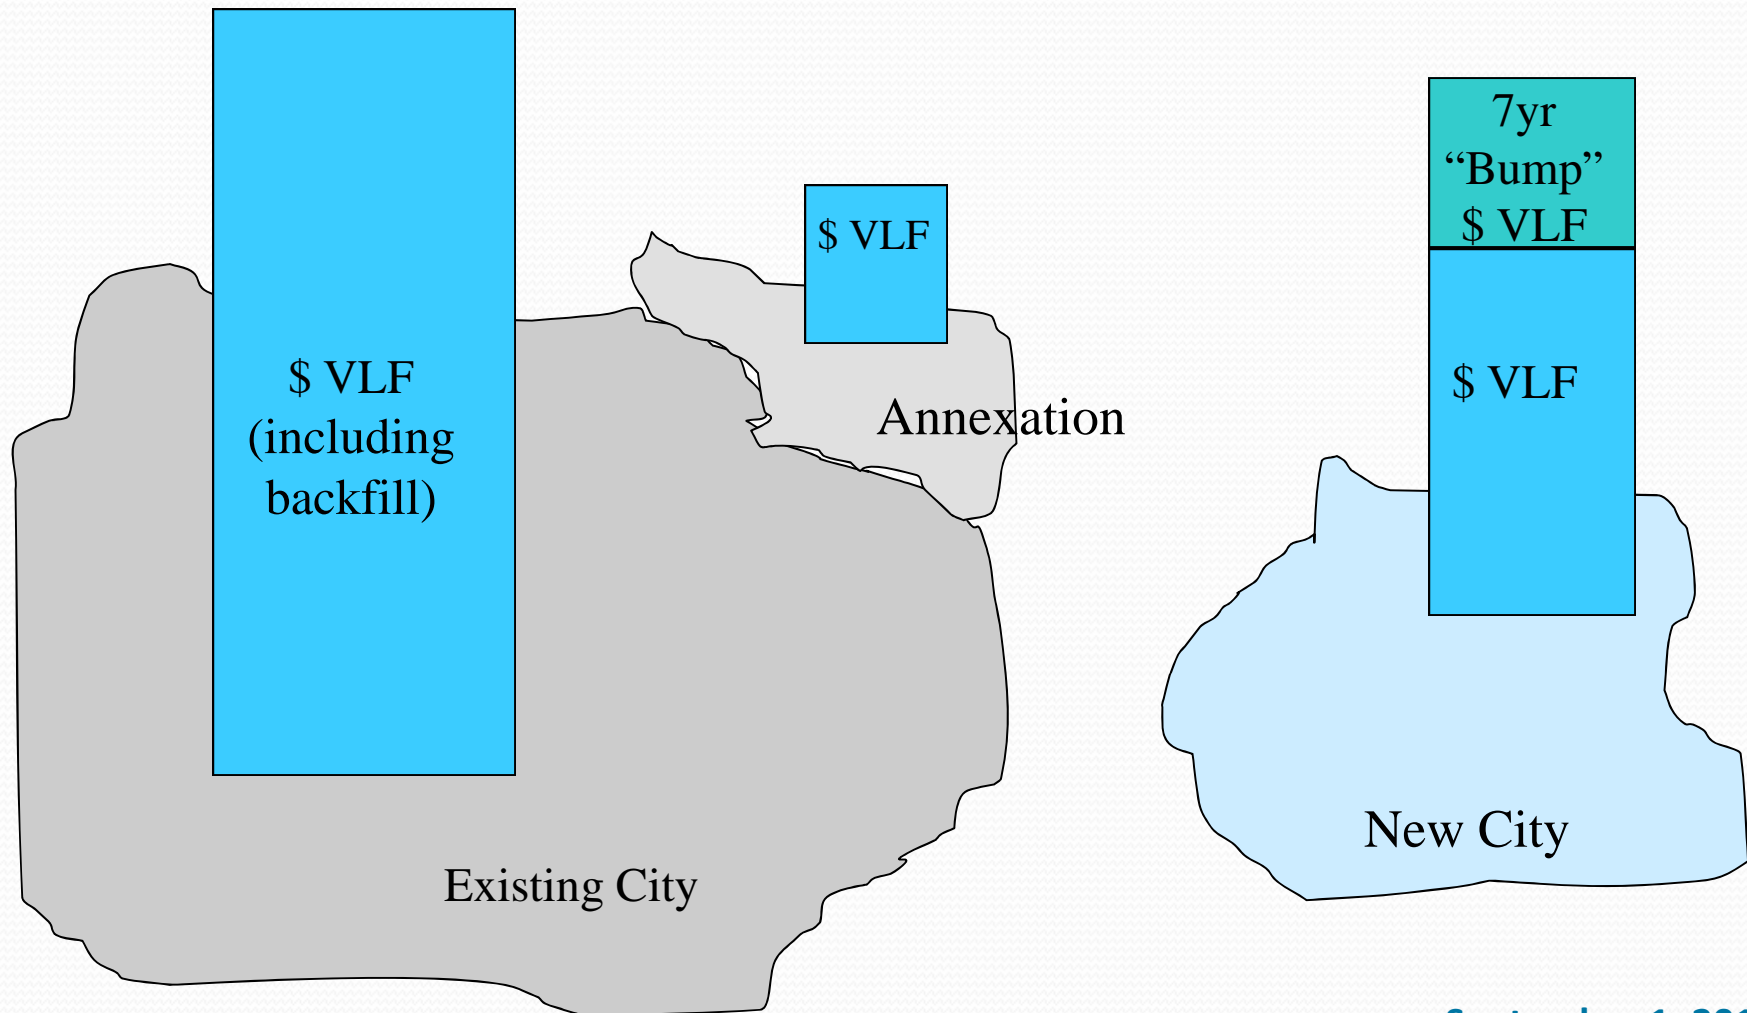 $ VLF
(including
backfill)
$ VLF
Annexation
Existing City
7yr
“Bump”
$ VLF
$ VLF
New City